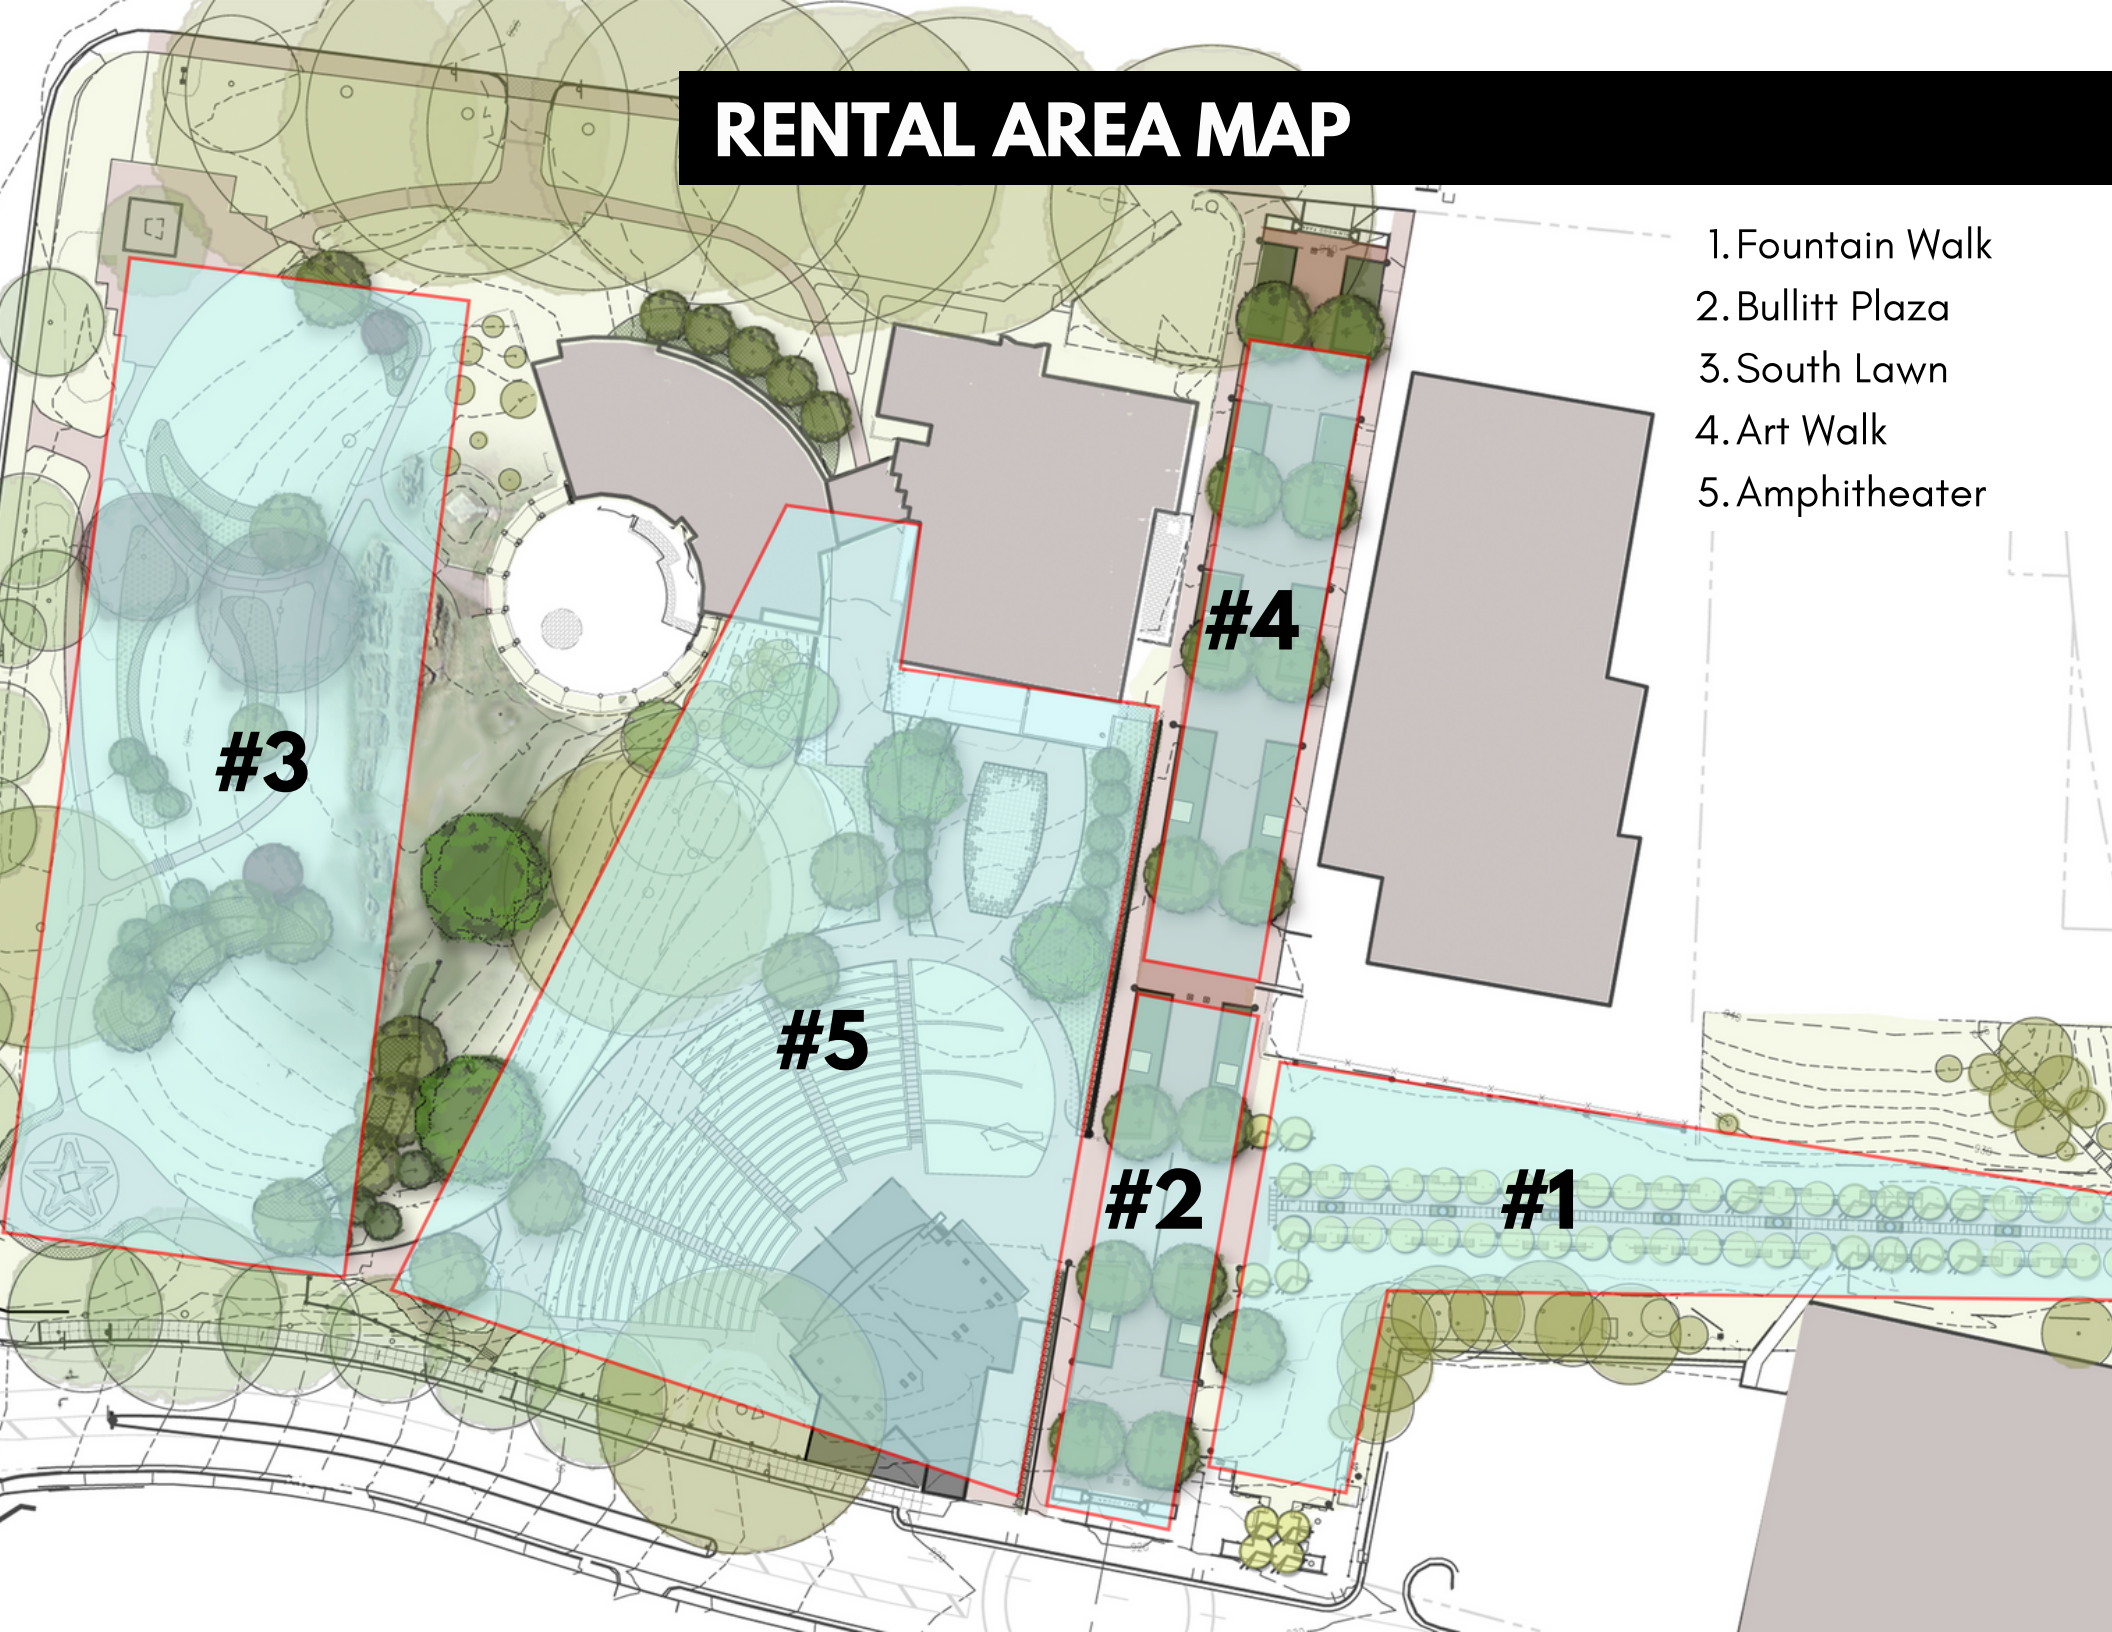 RENTAL AREA MAP
1. Fountain Walk
2. Bullitt Plaza
3. South Lawn
4. Art Walk
5. Amphitheater
#4
#3
#5
#2
#1